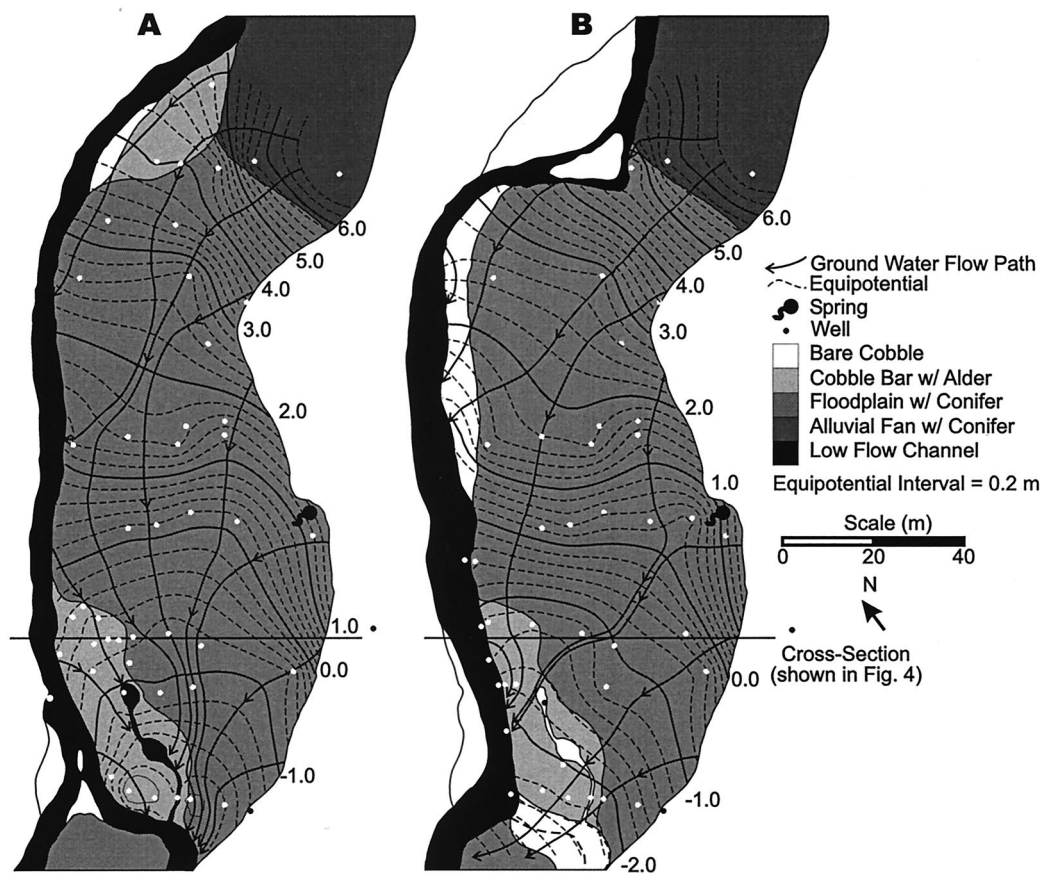 A
B
6.0
5.0
4.0
3.0
2.0
1.0
0.0
-1.0
6.0
5.0
4.0
3.0
2.0
1.0
0.0
-1.0
-2.0
Ground Water Flow Path
Equipotential
Spring
Well
Bare Cobble
Cobble Bar w/ Alder
Floodplain w/ Conifer
Alluvial Fan w/ Conifer
Low Flow Channel
Equipotential Interval = 0.2 m
Scale (m)
0 20 40
N
Cross-Section
(shown in Fig. 4)